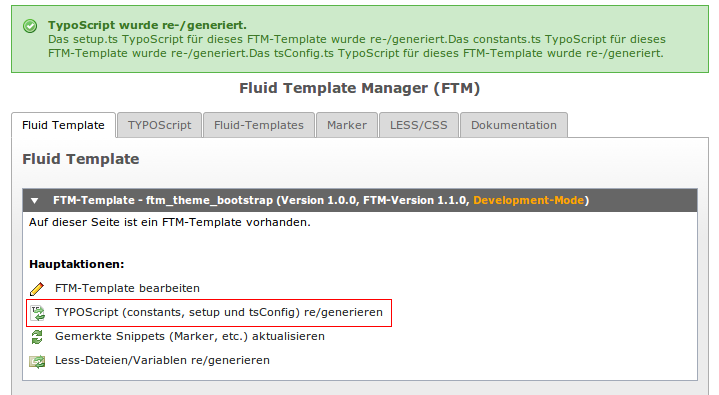 TypoScript wurde re-/generiert.
Das setup.ts TypoScript für dieses FTM-Template wurde re-/generiert.Das constants.ts TypoScript für dieses
FTM-Template wurde re-/generiert.Das tsConfig.ts TypoScript für dieses FTM-Template wurde re-/generiert.
Fluid Template Manager (FTM)
Fluid Template TYPOScript Fluid-Templates Marker LESS/CSS Dokumentation
Fluid Template
FTM-Template - ftm_theme_bootstrap (Version 1.0.0, FTM-Version 1.1.0, Development-Mode)
Auf dieser Seite ist ein FTM-Template vorhanden.
Hauptaktionen:
FTM-Template bearbeiten
TYPOScript (constants, setup und tsConfig) re/generieren
Gemerkte Snippets (Marker, etc.) aktualisieren
Less-Dateien/Variablen re/generieren